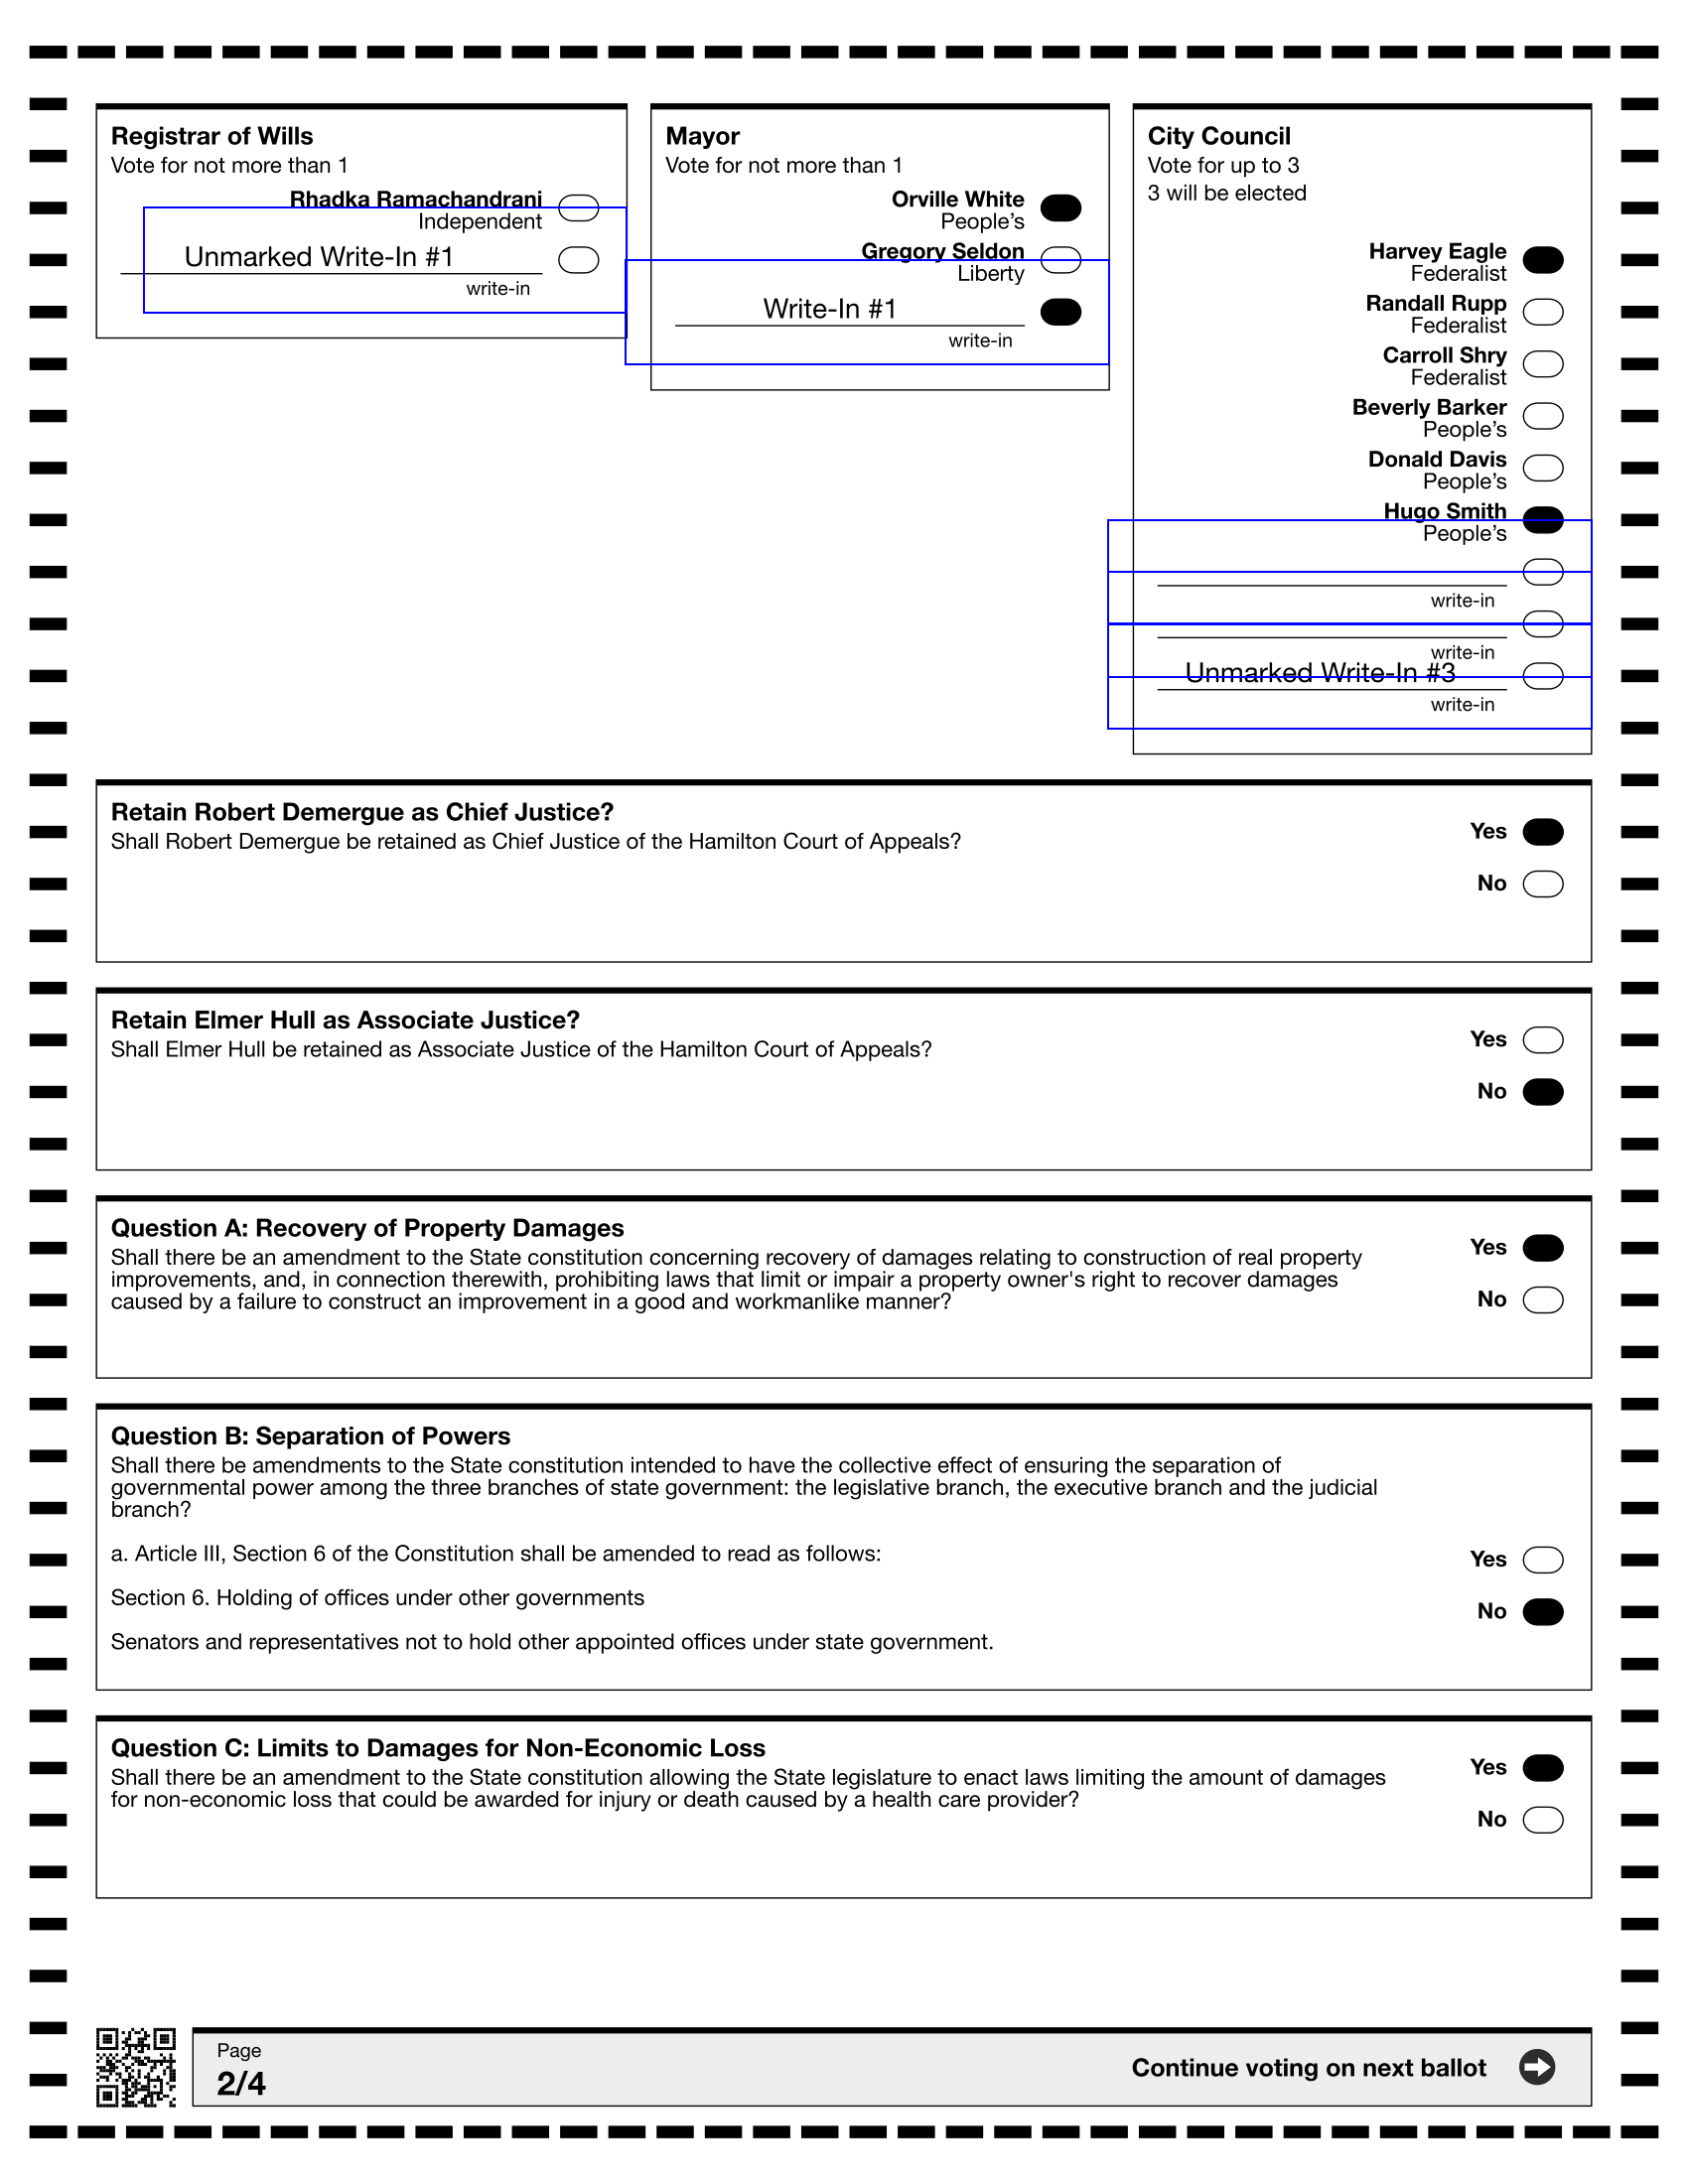 Registrar of Wills
Vote for not more than 1
Rhadka Ramachandrani
Independent
Unmarked Write-In #1
write-in
Mayor
Vote for not more than 1
Orville White
People's
Gregory Seldon
Liberty
Write-In #1
write-in
City Council
Vote for up to 3
3 will be elected
Harvey Eagle
Federalist
Randall Rupp
Federalist
Carroll Shry
Federalist
Beverly Barker
People's
Donald Davis
People's
Hugo Smith
People's
write-in
write-in
Unmarked Write-In #3
write-in
Retain Robert Demergue as Chief Justice?
Shall Robert Demergue be retained as Chief Justice of the Hamilton Court of Appeals?
Yes
No
Retain Elmer Hull as Associate Justice?
Shall Elmer Hull be retained as Associate Justice of the Hamilton Court of Appeals?
Yes
No
Question A: Recovery of Property Damages
Shall there be an amendment to the State constitution concerning recovery of damages relating to construction of real property
improvements, and, in connection therewith, prohibiting laws that limit or impair a property owner's right to recover damages
caused by a failure to construct an improvement in a good and workmanlike manner?
Yes
No
Question B: Separation of Powers
Shall there be amendments to the State constitution intended to have the collective effect of ensuring the separation of
governmental power among the three branches of state government: the legislative branch, the executive branch and the judicial
branch?
a. Article III, Section 6 of the Constitution shall be amended to read as follows:
Section 6. Holding of offices under other governments
Senators and representatives not to hold other appointed offices under state government.
Yes
No
Question C: Limits to Damages for Non-Economic Loss
Shall there be an amendment to the State constitution allowing the State legislature to enact laws limiting the amount of damages
for non-economic loss that could be awarded for injury or death caused by a health care provider?
Yes
No
Page
2/4
Continue voting on next ballot